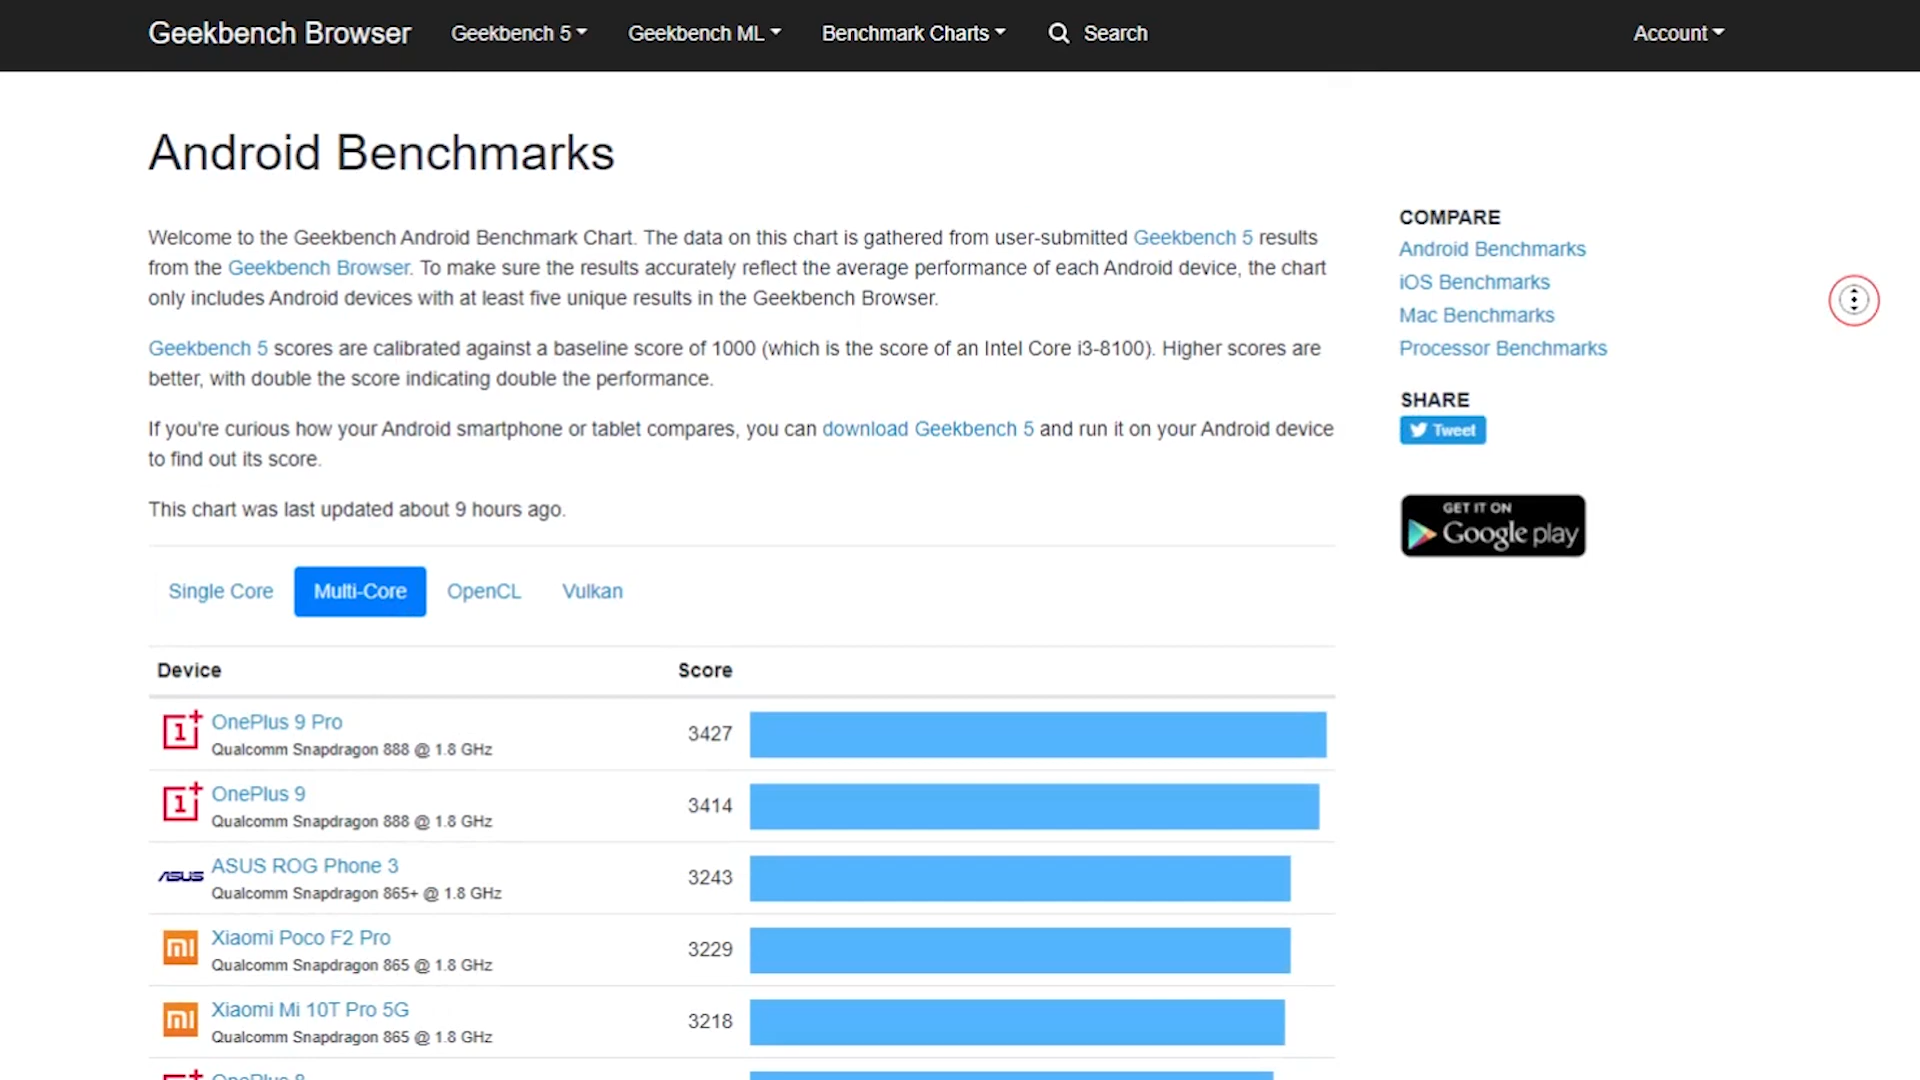 Geekbench Browser Geekbench 5 Geekbench ML Benchmark Charts Search Account
Android Benchmarks
Welcome to the Geekbench Android Benchmark Chart. The data on this chart is gathered from user-submitted Geekbench 5 results
from the Geekbench Browser. To make sure the results accurately reflect the average performance of each Android device, the chart
only includes Android devices with at least five unique results in the Geekbench Browser.
Geekbench 5 scores are calibrated against a baseline score of 1000 (which is the score of an Intel Core i3-8100). Higher scores are
better, with double the score indicating double the performance.
If you're curious how your Android smartphone or tablet compares, you can download Geekbench 5 and run it on your Android device
to find out its score.
This chart was last updated about 9 hours ago.
COMPARE
Android Benchmarks
iOS Benchmarks
Mac Benchmarks
Processor Benchmarks
SHARE
Tweet
GET IT ON
Google play
Single Core Multi-Core OpenCL Vulkan
Device Score
OnePlus 9 Pro
Qualcomm Snapdragon 888 @ 1.8 GHz
3427
OnePlus 9
Qualcomm Snapdragon 888 @ 1.8 GHz
3414
ASUS
ASUS ROG Phone 3
Qualcomm Snapdragon 865+ @ 1.8 GHz
3243
Xiaomi Poco F2 Pro
Qualcomm Snapdragon 865 @ 1.8 GHz
3229
Xiaomi Mi 10T Pro 5G
Qualcomm Snapdragon 865 @ 1.8 GHz
3218
OnePlus 8